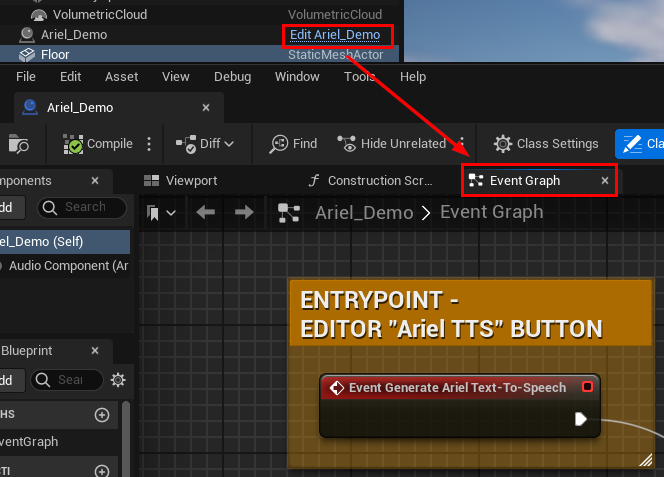 VolumetricCloud VolumetricCloud
Ariel_Demo Edit Ariel_Demo
Floor StaticMeshActor
File Edit Asset View Debug Window Tools Help
Ariel_Demo
Compile Diff Find Hide Unrelated Class Settings Cla
mponents Viewport Construction Scr... Event Graph
dd Search Ariel_Demo > Event Graph
iel_Demo (Self)
Audio Component (Ar
ENTRYPOINT -
EDITOR "Ariel TTS" BUTTON
Blueprint
dd Sear
Event Generate Ariel Text-To-Speech
HS
ventGraph
CTI